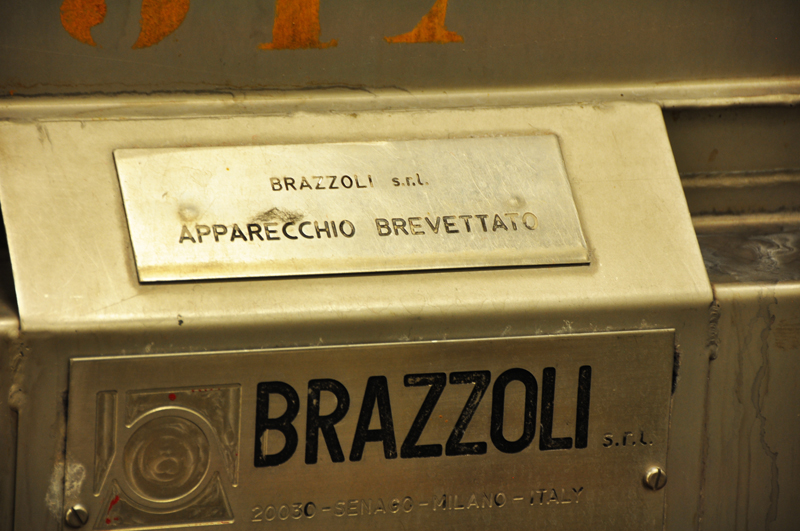 BRAZZOLI s.r.l.
APPARECCHIO BREVETTATO
BRAZZOLI s.r.l.
20030-SENAGO-MILANO-ITALY